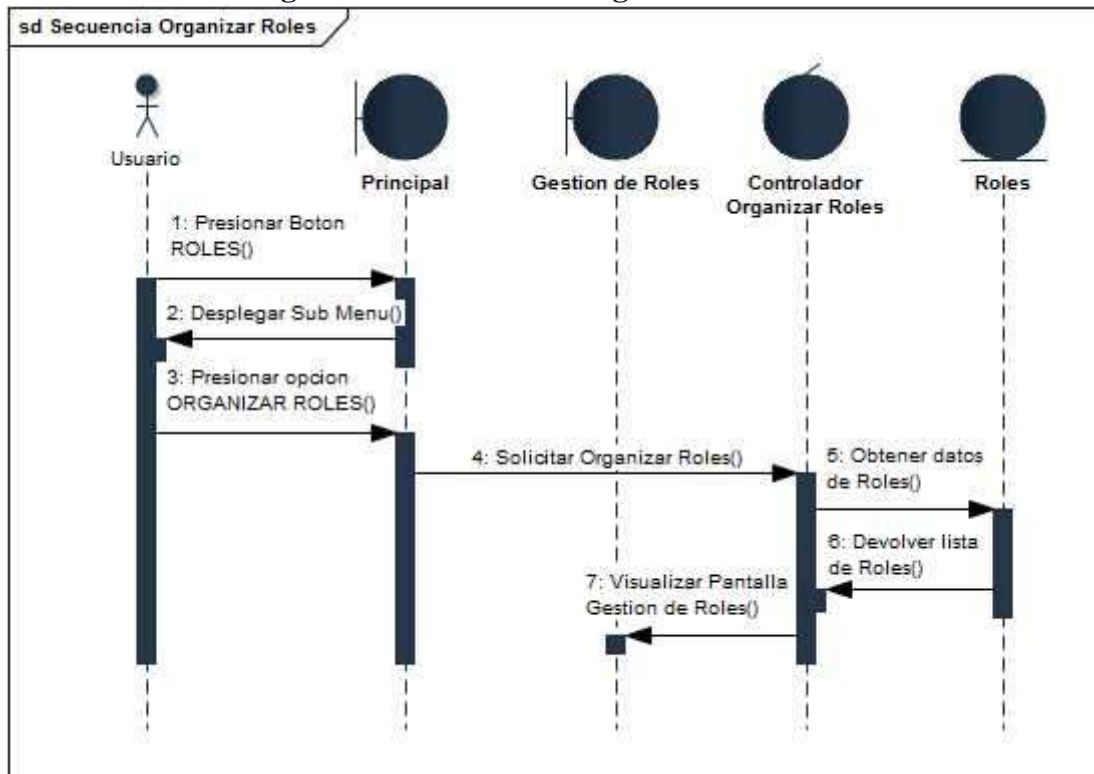 sd Secuencia Organizar Roles
Usuario
Principal
Gestion de Roles
Controlador
Organizar Roles
Roles
1: Presionar Boton
ROLES()
2: Desplegar Sub Menu()
3: Presionar opcion
ORGANIZAR ROLES()
4: Solicitar Organizar Roles()
5: Obtener datos
de Roles()
6: Devolver lista
de Roles()
7: Visualizar Pantalla
Gestion de Roles()